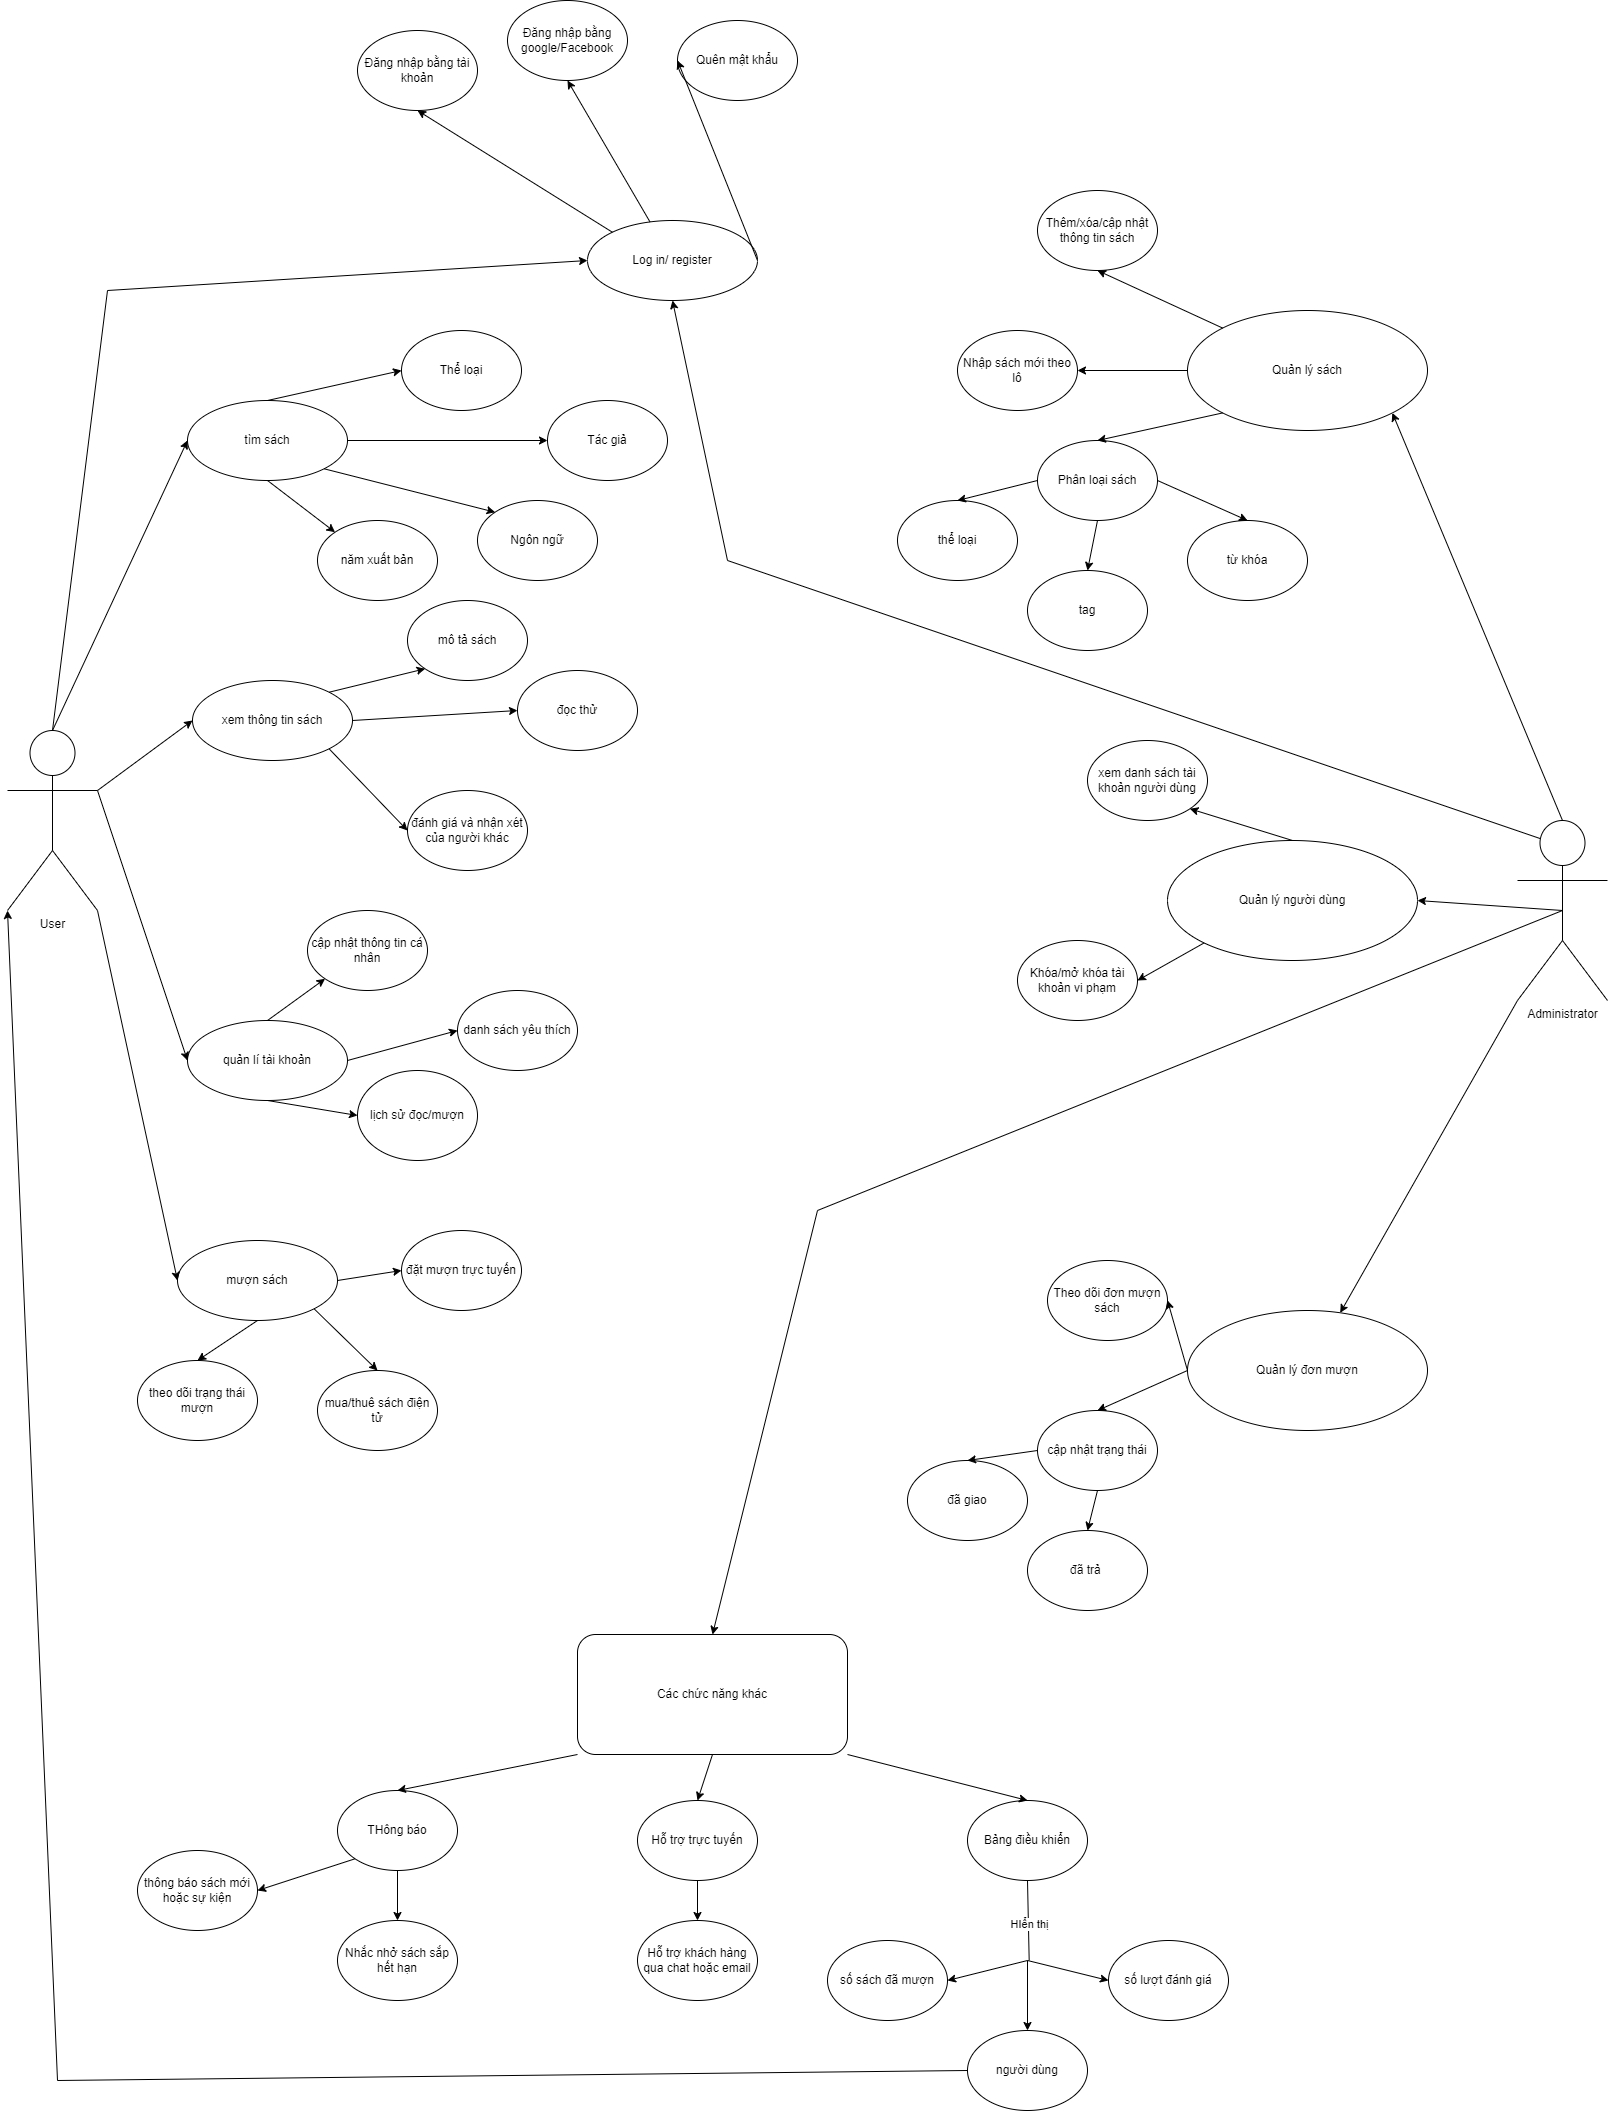 Đăng nhập bằng
google/Facebook
Đăng nhập bằng tài
khoản
Quên mật khẩu
Log in/ register
Thêm/xóa/cập nhật
thông tin sách
Nhập sách mới theo
lô
Quản lý sách
Thể loại
tìm sách
Tác giả
Phân loại sách
Ngôn ngữ
năm xuất bản
thể loại
từ khóa
tag
mô tả sách
xem thông tin sách
đọc thử
xem danh sách tài
khoản người dùng
đánh giá và nhận xét
của người khác
User
Quản lý người dùng
cập nhật thông tin cá
nhân
Khóa/mở khóa tài
khoản vi phạm
Administrator
quản lí tài khoản
danh sách yêu thích
lịch sử đọc/mượn
mượn sách
đặt mượn trực tuyến
Theo dõi đơn mượn
sách
Quản lý đơn mượn
theo dõi trạng thái
mượn
mua/thuê sách điện
tử
cập nhật trạng thái
đã giao
đã trả
Các chức năng khác
THông báo
Hỗ trợ trực tuyến
Bảng điều khiển
thông báo sách mới
hoặc sự kiện
HIển thị
Nhắc nhở sách sắp
hết hạn
Hỗ trợ khách hàng
qua chat hoặc email
số sách đã mượn
số lượt đánh giá
người dùng